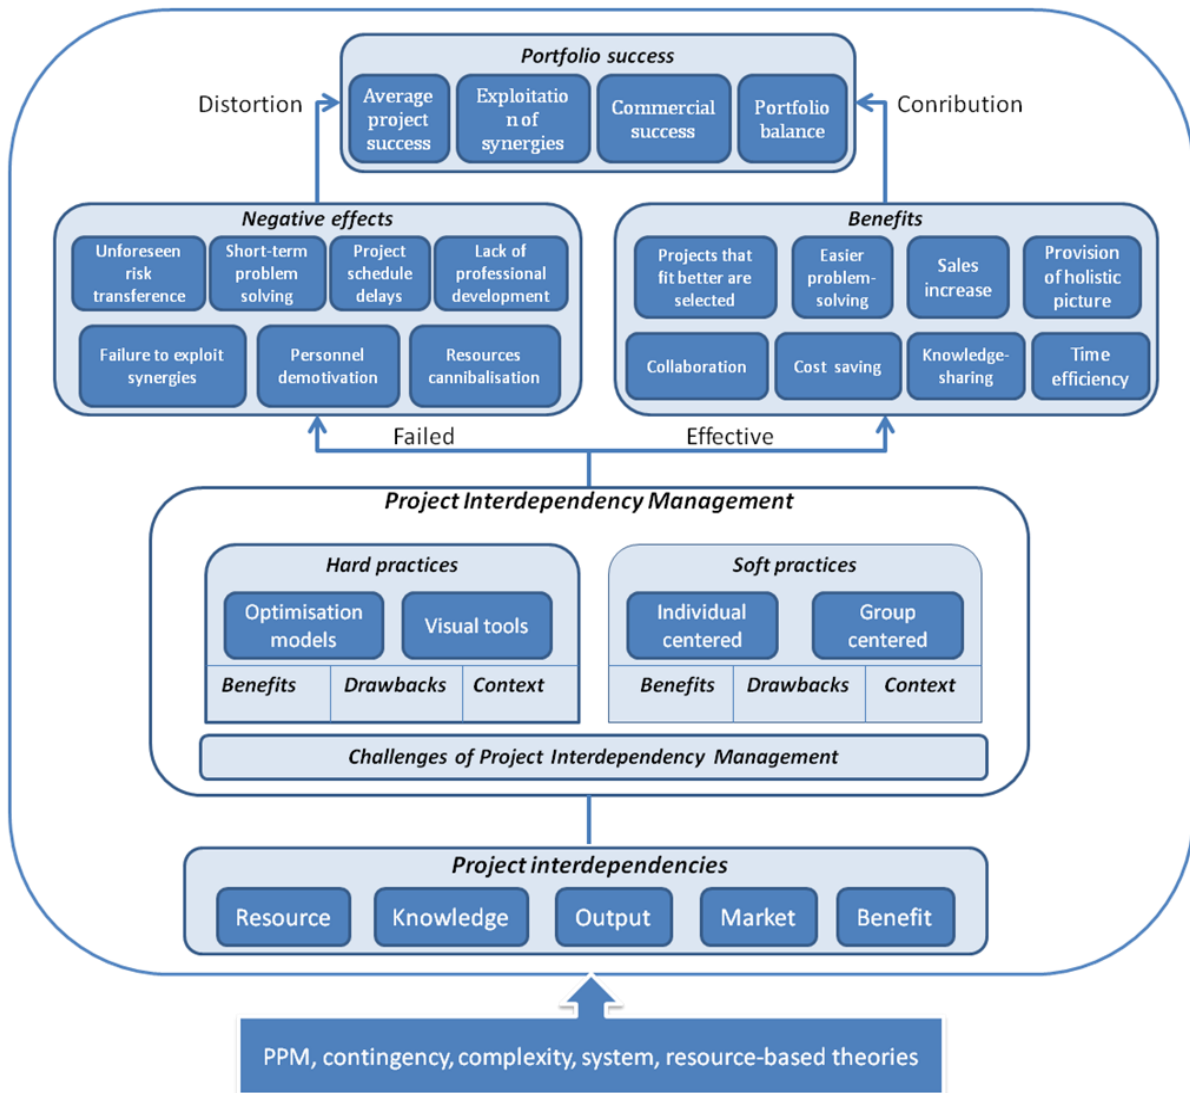 Portfolio success
Distortion
Average
project
success
Exploitatio
n of
synergies
Commercial
success
Portfolio
balance
Conribution
Negative effects
Unforeseen
risk
transference
Short-term
problem
solving
Project
schedule
delays
Lack of
professional
development
Failure to exploit
synergies
Personnel
demotivation
Resources
cannibalisation
Benefits
Projects that
fit better are
selected
Easier
problem-
solving
Sales
increase
Provision
of holistic
picture
Collaboration
Cost saving
Knowledge-
sharing
Time
efficiency
Failed
Effective
Project Interdependency Management
Hard practices
Optimisation
models
Visual tools
Benefits
Drawbacks
Context
Soft practices
Individual
centered
Group
centered
Benefits
Drawbacks
Context
Challenges of Project Interdependency Management
Project interdependencies
Resource
Knowledge
Output
Market
Benefit
PPM, contingency, complexity, system, resource-based theories